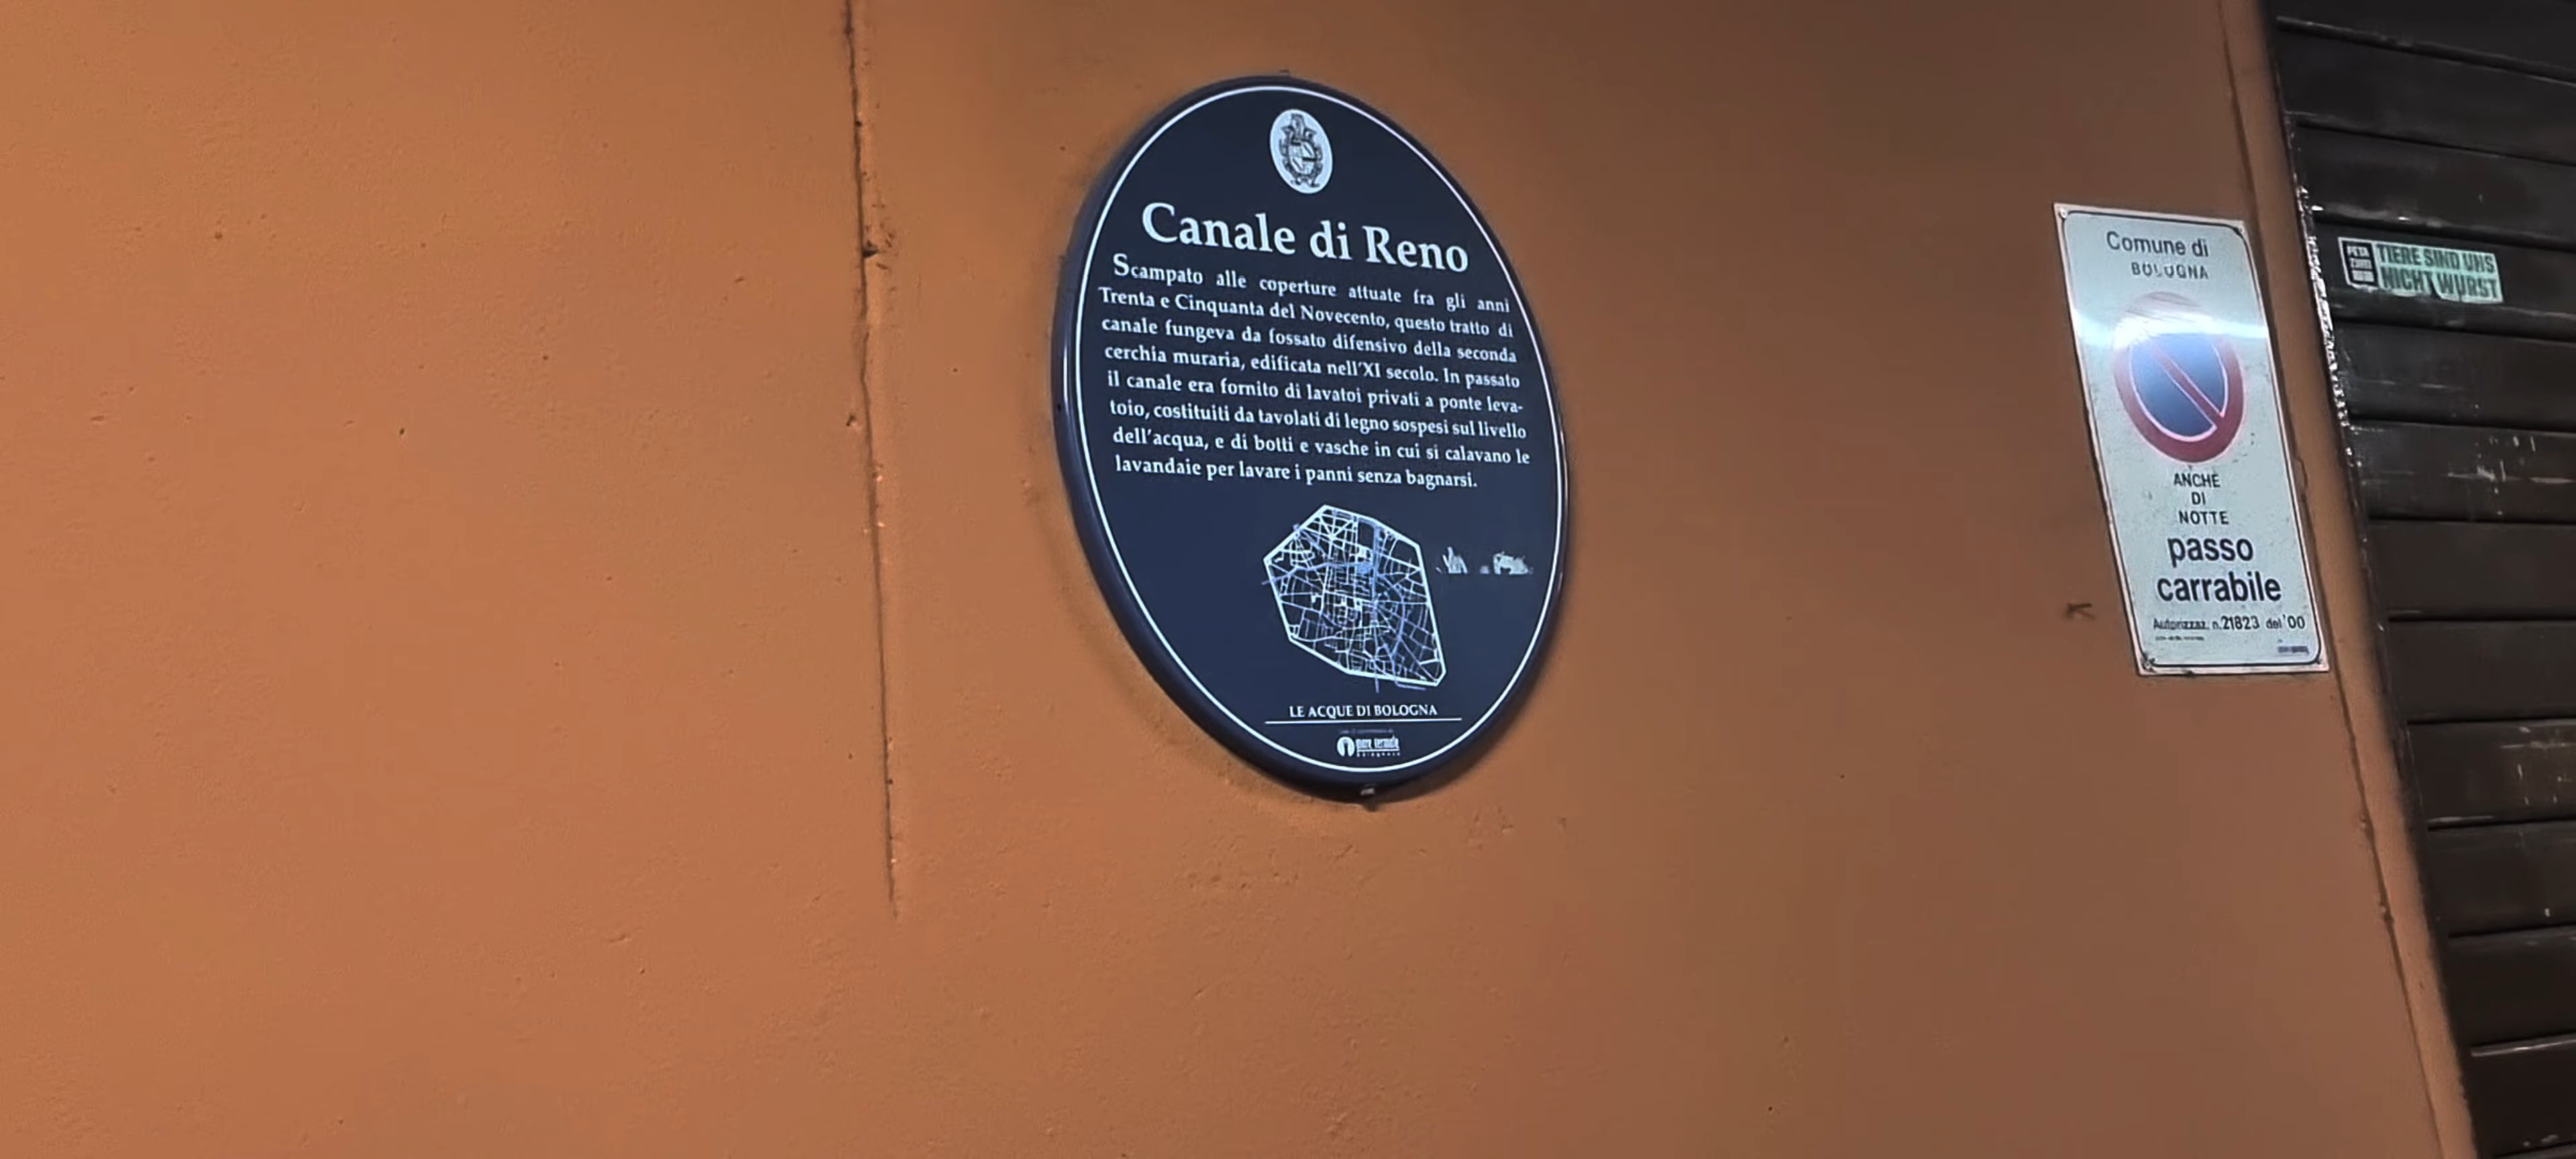 Canale di Reno
Scampato alle coperture attuate fra gli anni
Trenta e Cinquanta del Novecento, questo tratto di
canale fungeva da fossato difensivo della seconda
cerchia muraria, edificata nell'XI secolo. In passato
il canale era fornito di lavatoi privati a ponte leva-
toio, costituiti da tavolati di legno sospesi sul livello
dell'acqua, e di botti e vasche in cui si calavano le
lavandaie per lavare i panni senza bagnarsi.
LE ACQUE DI BOLOGNA
Comune di
BOLOGNA
ANCHE
DI
NOTTE
passo
carrabile
Autorizzaz. n.21823 del '00
TIERE SIND UNS
NICHT WURST